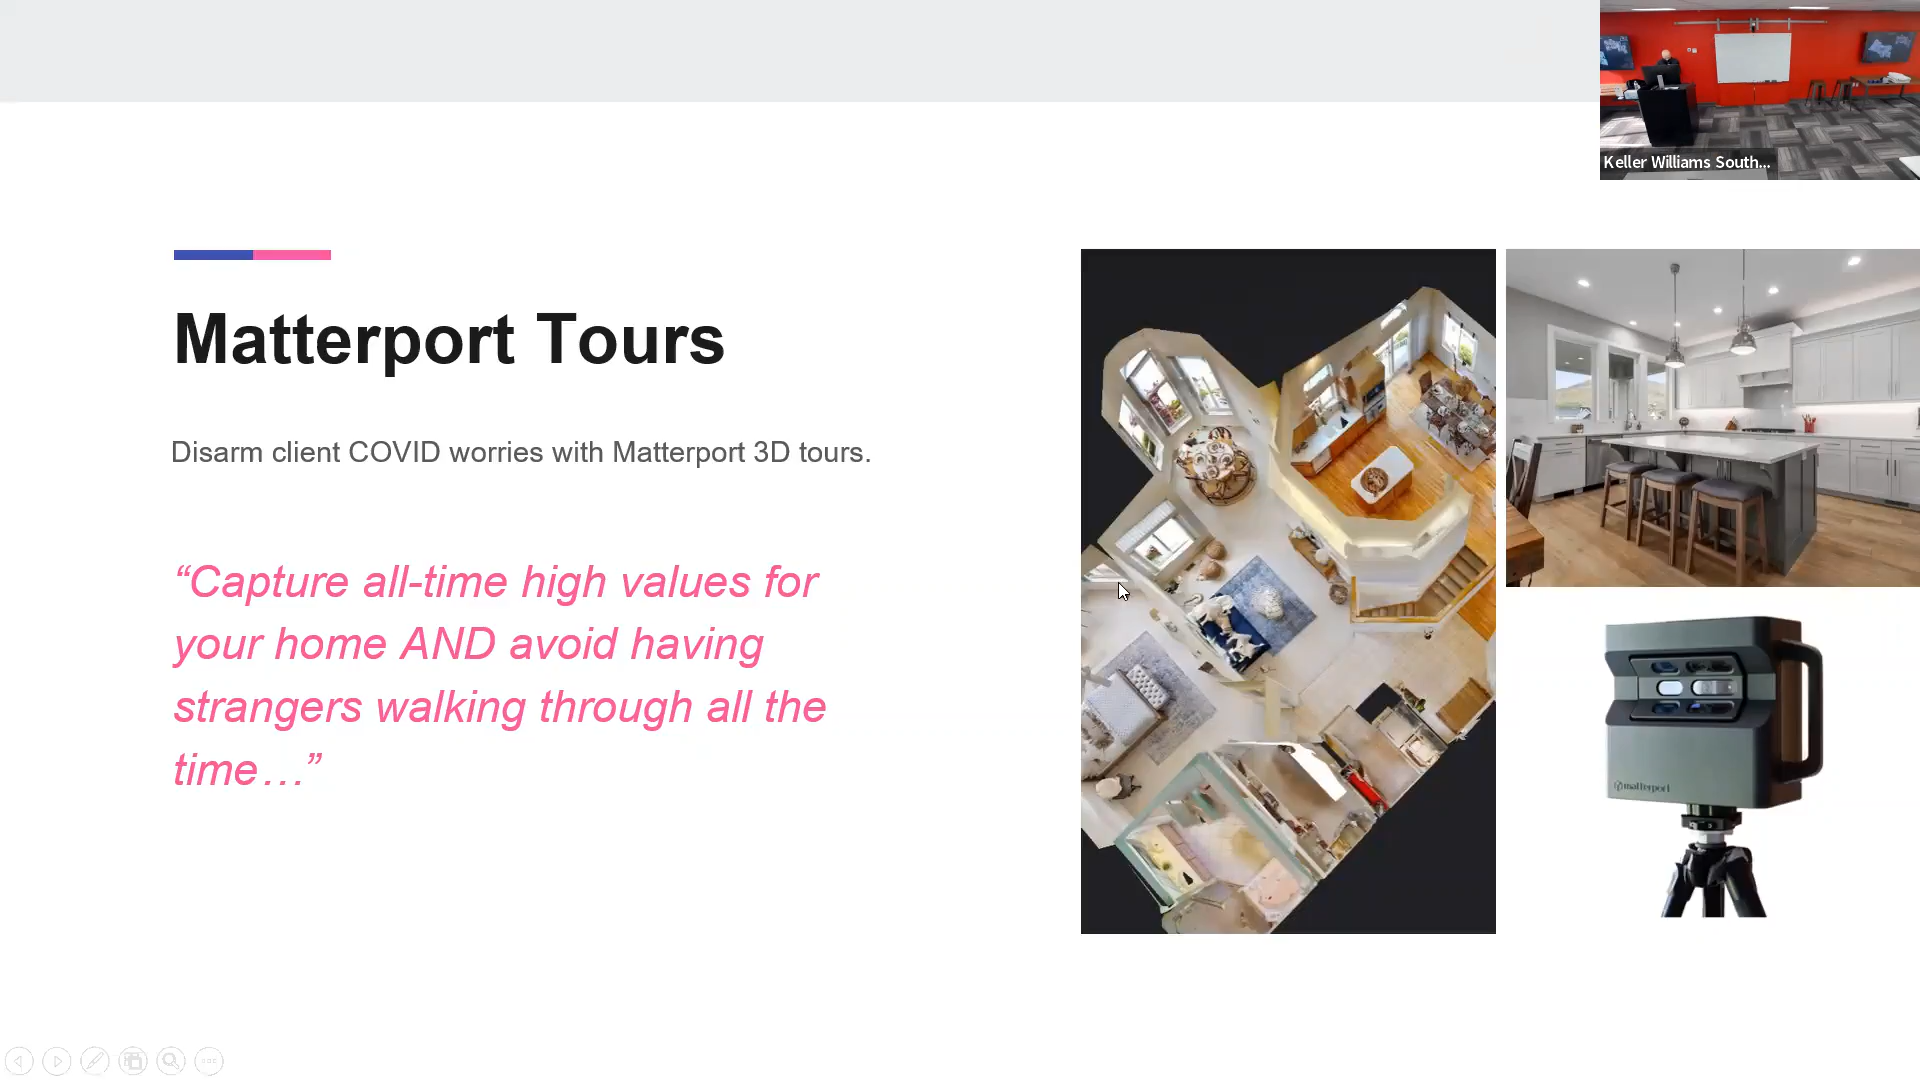 Keller Williams South...
Matterport Tours
Disarm client COVID worries with Matterport 3D tours.
“Capture all-time high values for
your home AND avoid having
strangers walking through all the
time…”
matterport